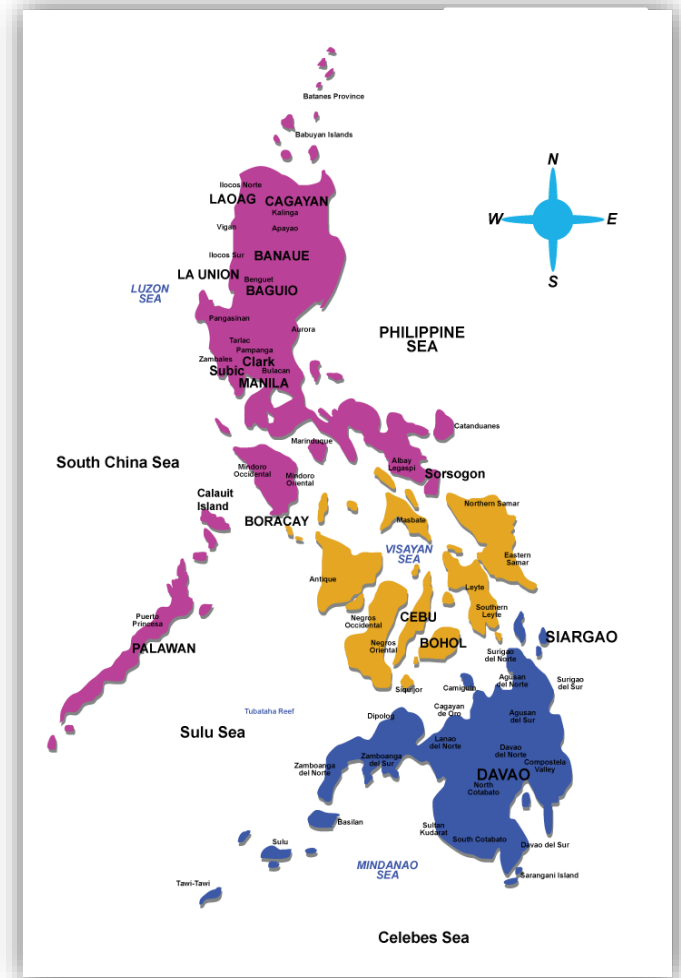 Batanes Province
Babuyan Islands
N
W
E
S
Ilocos Norte
LAOAG
CAGAYAN
Kalinga
Vigan
Apayao
Ilocos Sur
BANAUE
LA UNION
Benguet
BAGUIO
LUZON
SEA
Pangasinan
Aurora
PHILIPPINE
SEA
Tarlac
Pampanga
Zambales
Clark
Subic
Bulacan
MANILA
Catanduanes
Marinduque
South China Sea
Mindoro
Occidental
Mindoro
Oriental
Albay
Legaspi
Sorsogon
Calauit
Island
BORACAY
Masbate
Northern Samar
VISAYAN
SEA
Eastern
Samar
Antique
Leyte
Puerto
Princesa
PALAWAN
Negros
Occidental
CEBU
Southern
Leyte
Negros
Oriental
BOHOL
SIARGAO
Surigao
del Norte
Siquijor
Camiguin
Agusan
del Norte
Surigao
del Sur
Tubataha Reef
Sulu Sea
Dipolog
Cagayan
de Oro
Agusan
del Sur
Lanao
del Norte
Davao
del Norte
Zamboanga
del Norte
Zamboanga
del Sur
Compostela
Valley
DAVAO
North
Cotabato
Basilan
Sultan
Kudarat
South Cotabato
Davao del Sur
Sulu
MINDANAO
SEA
Sarangani Island
Tawi-Tawi
Celebes Sea